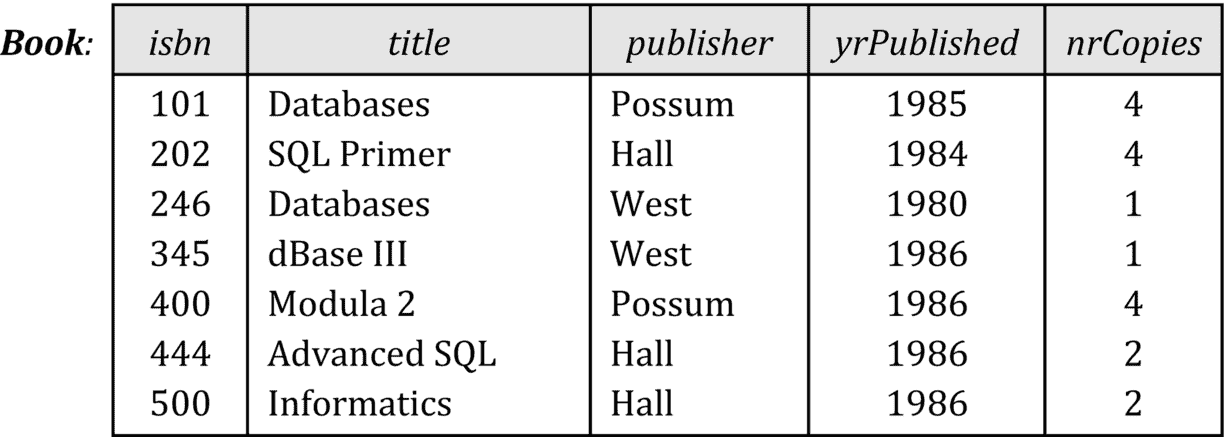 Book: isbn title publisher yrPublished nrCopies
101 Databases Possum 1985 4
202 SQL Primer Hall 1984 4
246 Databases West 1980 1
345 dBase III West 1986 1
400 Modula 2 Possum 1986 4
444 Advanced SQL Hall 1986 2
500 Informatics Hall 1986 2